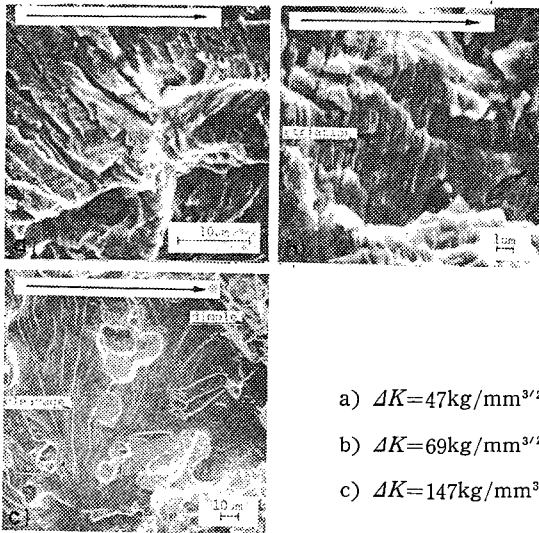 10μm
striation
1μm
dimple
cleavage
c)
10μm
a) ΔK=47kg/mm³/²
b) ΔK=69kg/mm³/²
c) ΔK=147kg/mm³